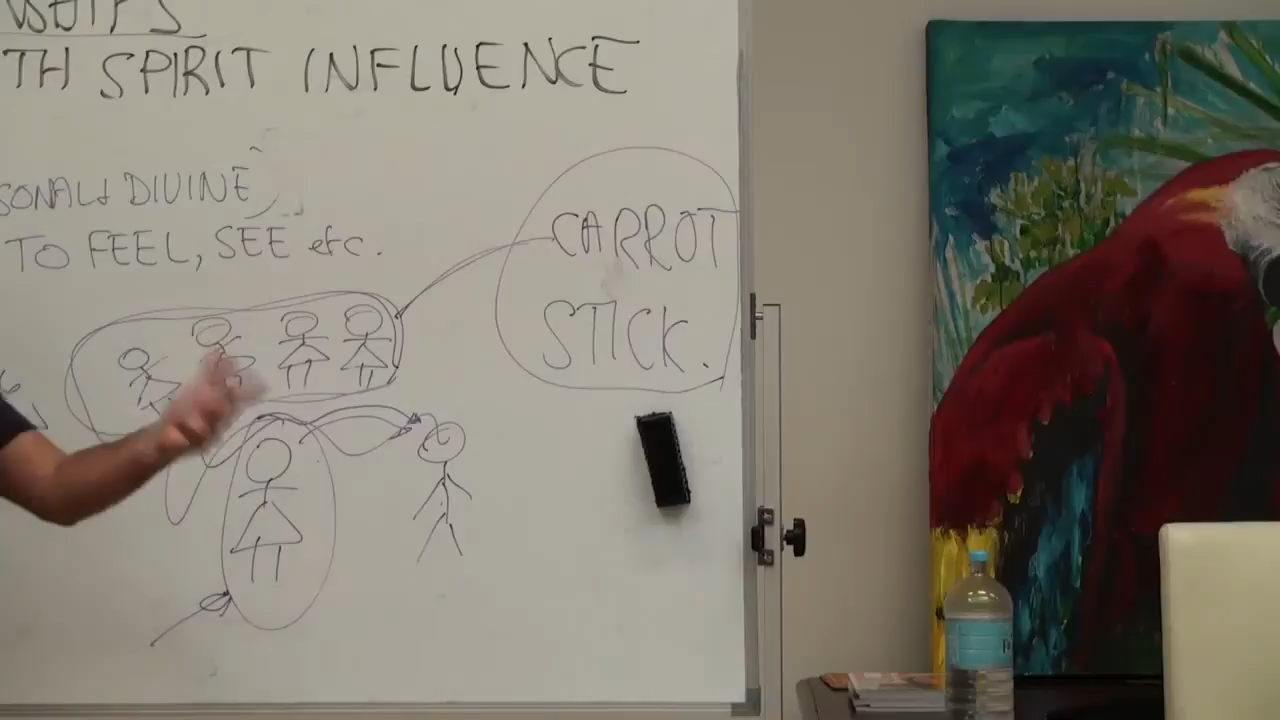 TH SPIRIT INFLUENCE
SONAL & DIVINE
TO FEEL, SEE etc.
CARROT
STICK.